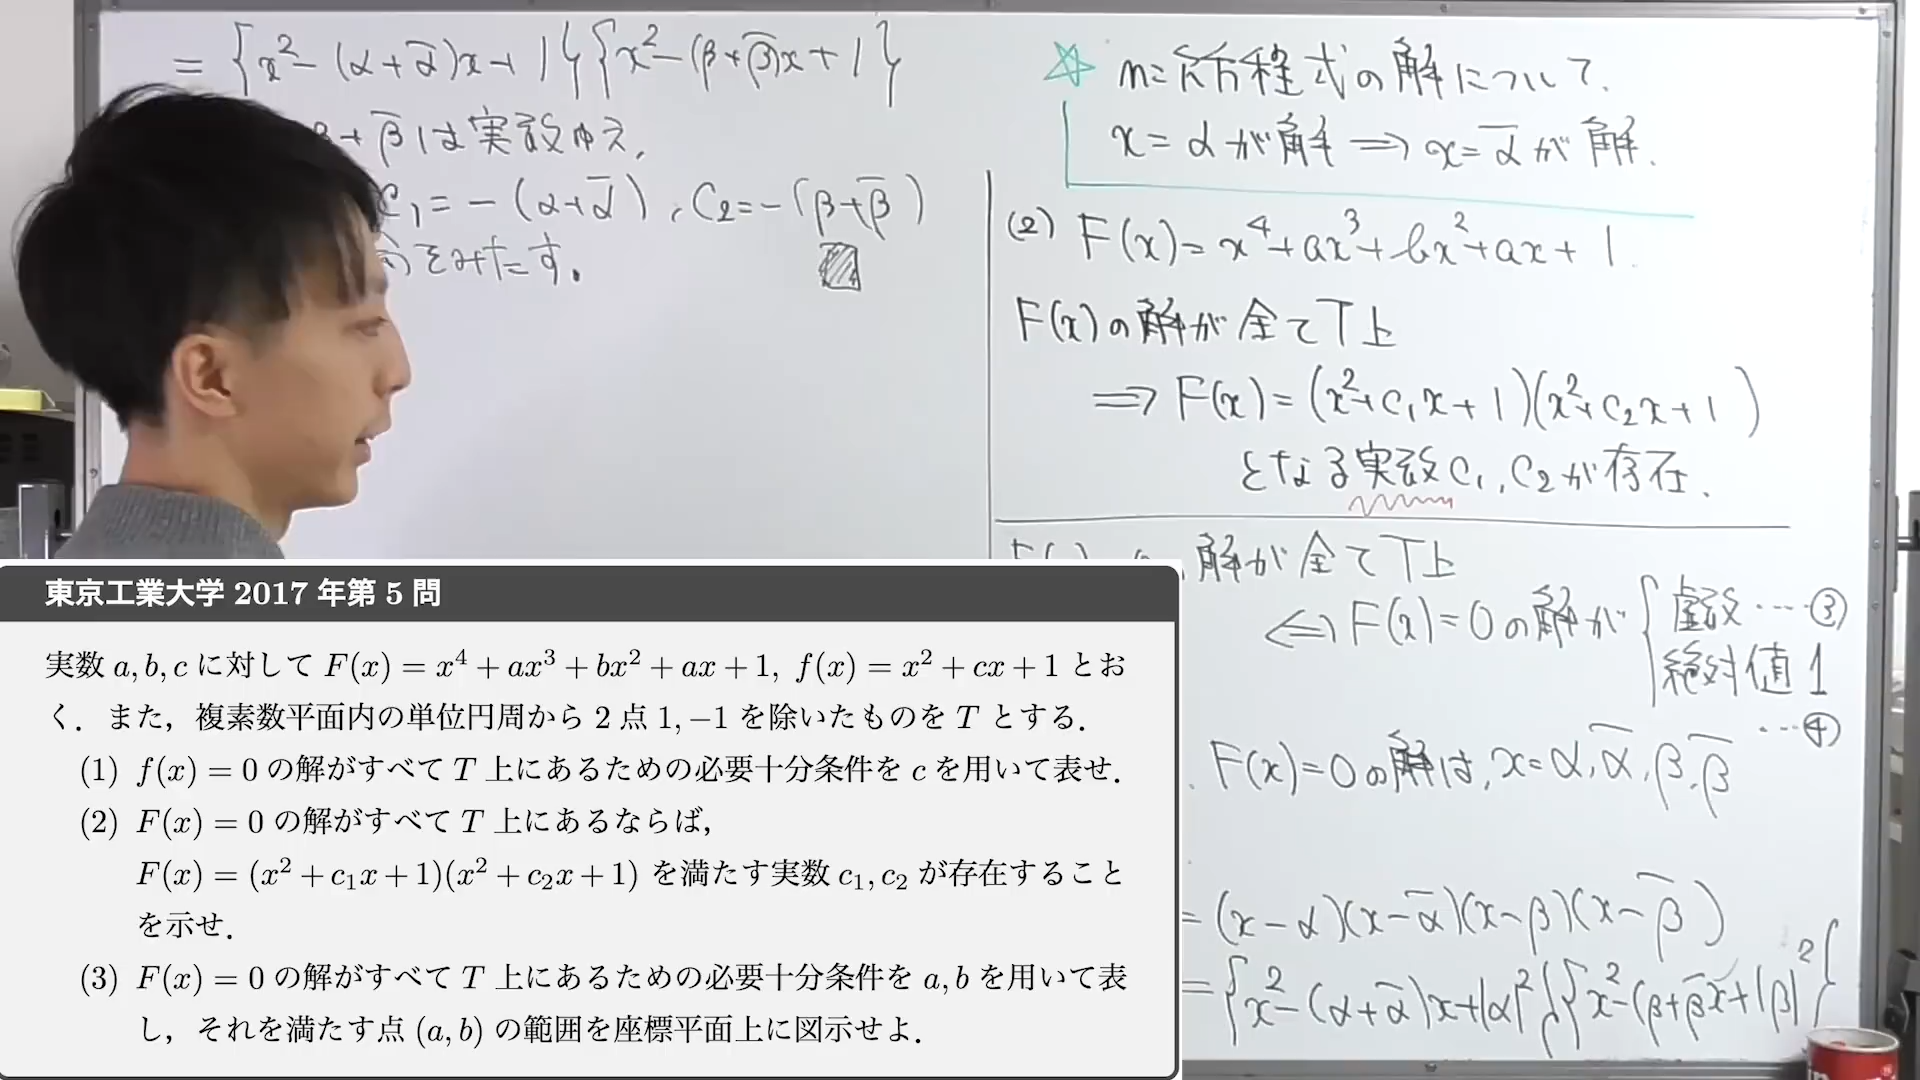 = {x²-(α+ᾱ)x+1}{x²-(β+β̄)x+1}
β+β̄は実数ゆえ,
C₁=-(α+ᾱ), C₂=-(β+β̄)
をみたす.
n次方程式の解について.
x=αが解 ⟹ x=ᾱが解.
(2) F(x)=x⁴+ax³+bx²+ax+1.
F(x)の解が全てT上
⟹ F(x)=(x²+C₁x+1)(x²+C₂x+1)
となる実数C₁, C₂が存在.
解が全てT上
⟺ F(x)=0の解が{虚数 … ③
絶対値1
… ④
F(x)=0の解は, x=α, ᾱ, β, β̄
=(x-α)(x-ᾱ)(x-β)(x-β̄)
={x²-(α+ᾱ)x+|α|²}{x²-(β+β̄)x+|β|²}
東京工業大学 2017 年第 5 問
実数 a, b, c に対して F(x) = x⁴ + ax³ + bx² + ax + 1, f(x) = x² + cx + 1 とお
く．また，複素数平面内の単位円周から 2 点 1, −1 を除いたものを T とする．
(1) f(x) = 0 の解がすべて T 上にあるための必要十分条件を c を用いて表せ．
(2) F(x) = 0 の解がすべて T 上にあるならば，
F(x) = (x² + c₁x + 1)(x² + c₂x + 1) を満たす実数 c₁, c₂ が存在すること
を示せ．
(3) F(x) = 0 の解がすべて T 上にあるための必要十分条件を a, b を用いて表
し，それを満たす点 (a, b) の範囲を座標平面上に図示せよ．